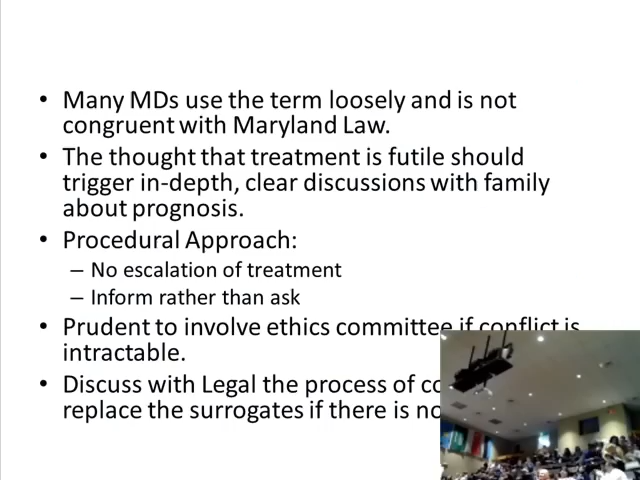 • Many MDs use the term loosely and is not
congruent with Maryland Law.
• The thought that treatment is futile should
trigger in-depth, clear discussions with family
about prognosis.
• Procedural Approach:
– No escalation of treatment
– Inform rather than ask
• Prudent to involve ethics committee if conflict is
intractable.
• Discuss with Legal the process of
replace the surrogates if there is